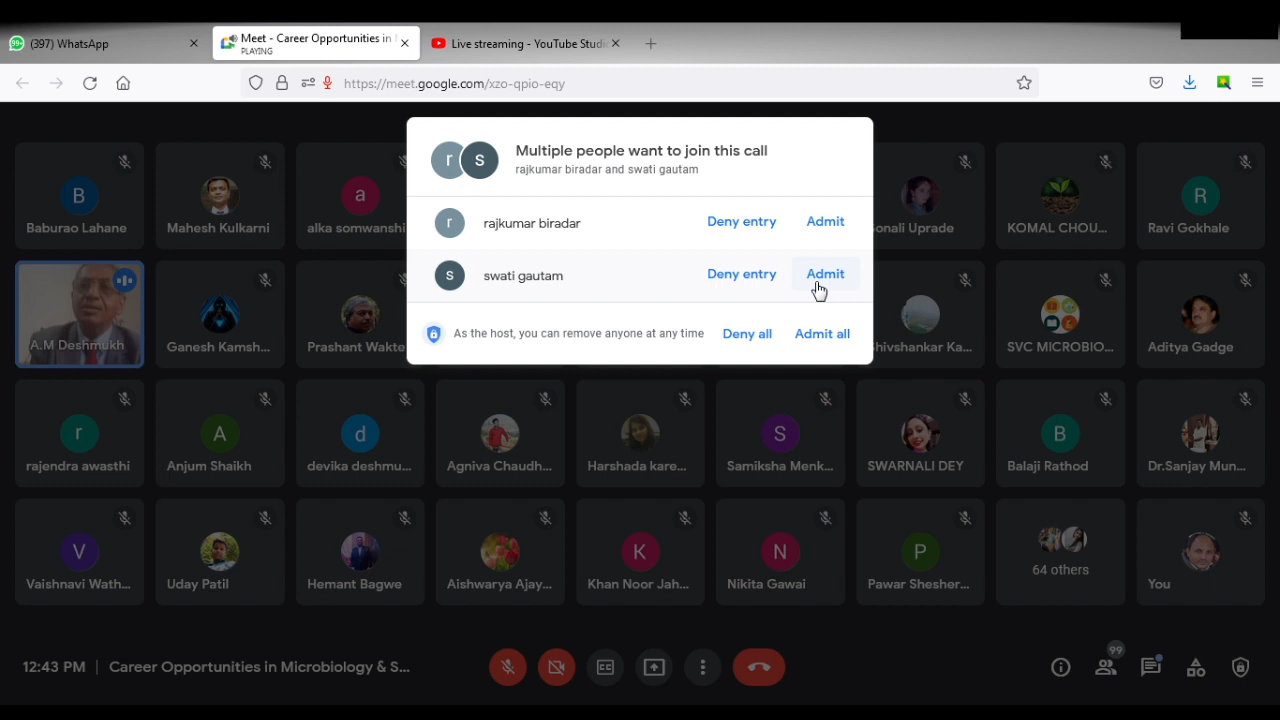 99+
(397) WhatsApp
Meet - Career Opportunities in
PLAYING
Live streaming - YouTube Studi
https://meet.google.com/xzo-qpio-eqy
r
s
Multiple people want to join this call
rajkumar biradar and swati gautam
r
rajkumar biradar
Deny entry
Admit
s
swati gautam
Deny entry
Admit
As the host, you can remove anyone at any time
Deny all
Admit all
B
Baburao Lahane
Mahesh Kulkarni
a
alka somwanshi
Sonali Uprade
KOMAL CHOU...
R
Ravi Gokhale
A.M Deshmukh
Ganesh Kamsh...
Prashant Wakte
Shivshankar Ka...
SVC MICROBIO...
Aditya Gadge
r
rajendra awasthi
A
Anjum Shaikh
d
devika deshmu...
Agniva Chaudh...
Harshada kare...
S
Samiksha Menk...
SWARNALI DEY
B
Balaji Rathod
Dr.Sanjay Mun...
V
Vaishnavi Wath...
Uday Patil
Hemant Bagwe
Aishwarya Ajay...
K
Khan Noor Jah...
N
Nikita Gawai
P
Pawar Shesher...
64 others
You
12:43 PM | Career Opportunities in Microbiology & S...
99